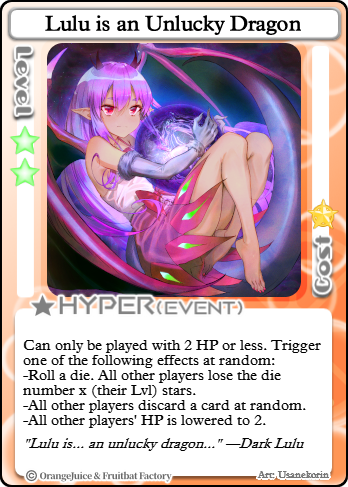 Lulu is an Unlucky Dragon
Level
Cost
HYPER(EVENT)
Can only be played with 2 HP or less. Trigger
one of the following effects at random:
-Roll a die. All other players lose the die
number x (their Lvl) stars.
-All other players discard a card at random.
-All other players' HP is lowered to 2.
"Lulu is... an unlucky dragon..." —Dark Lulu
© OrangeJuice & Fruitbat Factory
Art: Usanekorin